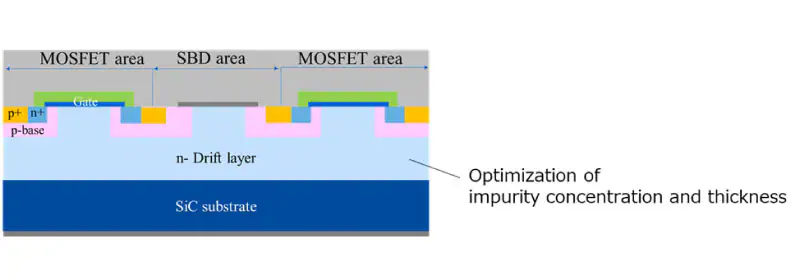 MOSFET area SBD area MOSFET area
Gate
p+ n+
p-base
n- Drift layer
Optimization of
impurity concentration and thickness
SiC substrate